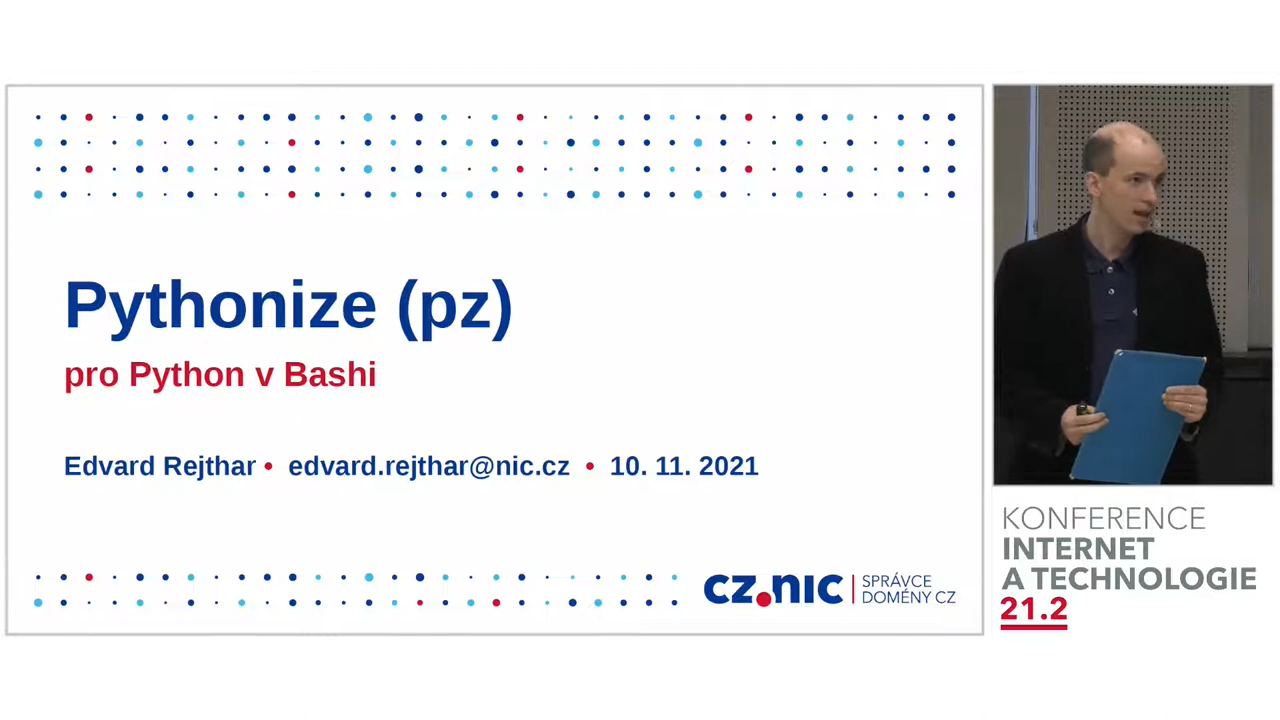 Pythonize (pz)
pro Python v Bashi
Edvard Rejthar • edvard.rejthar@nic.cz • 10. 11. 2021
CZ.NIC SPRÁVCE
DOMÉNY CZ
KONFERENCE
INTERNET
A TECHNOLOGIE
21.2